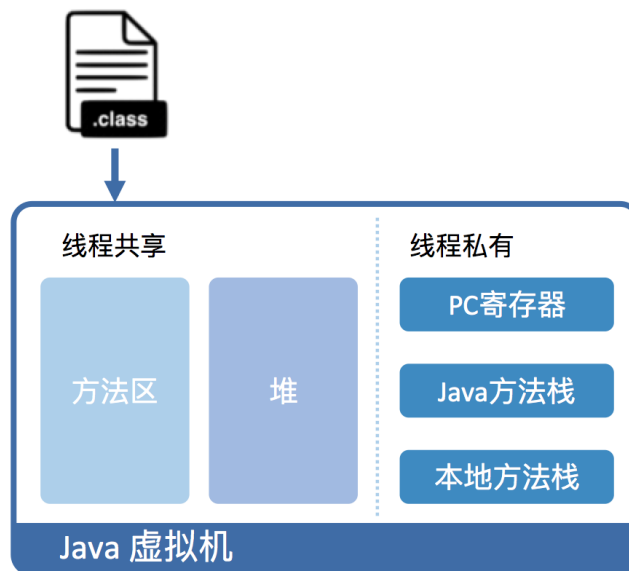 .class
线程共享
线程私有
方法区
堆
PC寄存器
Java方法栈
本地方法栈
Java 虚拟机